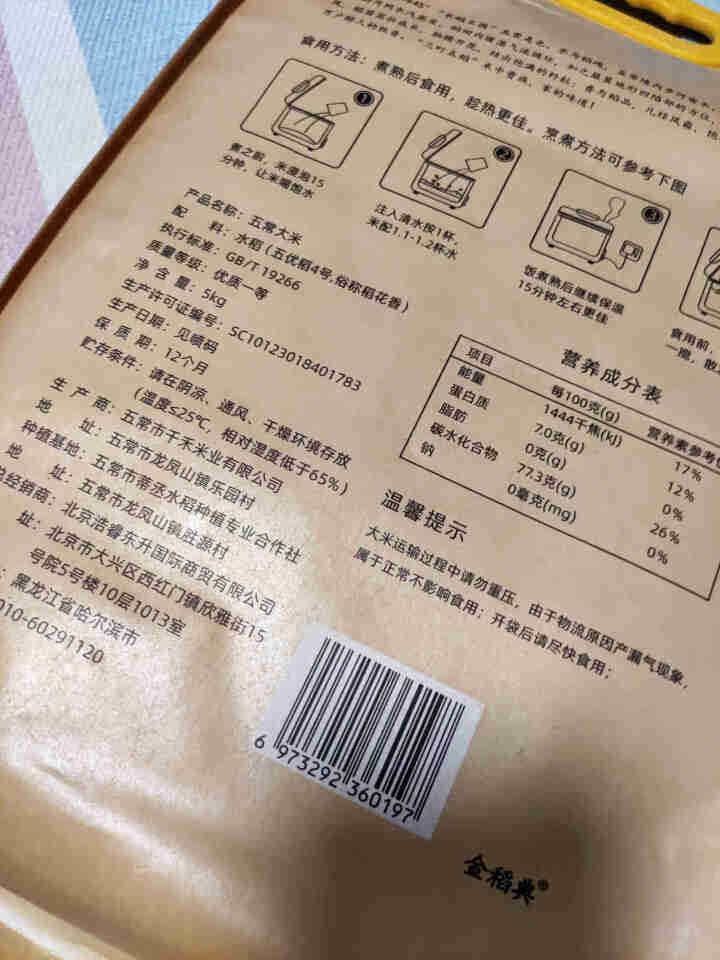 食用方法：煮熟后食用，趁热更佳。烹煮方法可参考下图
1
煮之前，米浸泡15
分钟，让米喝饱水
2
注入清水按1杯，
米配1.1-1.2杯水
3
饭煮熟后继续保温
15分钟左右更佳
食用前，
产品名称：五常大米
配 料：水稻（五优稻4号,俗称稻花香）
执行标准：GB/T 19266
质量等级：优质一等
净 含 量：5kg
生产许可证编号：SC10123018401783
生产日期：见喷码
保 质 期：12个月
贮存条件：请在阴凉、通风、干燥环境存放
（温度≤25℃，相对湿度低于65%）
生 产 商：五常市千禾米业有限公司
地 址：五常市龙凤山镇乐园村
种植基地：五常市苍丞水稻种植专业合作社
地 址：五常市龙凤山镇胜源村
总经销商：北京浩睿东升国际商贸有限公司
址：北京市大兴区西红门镇欣雅街15
号院5号楼10层1013室
：黑龙江省哈尔滨市
010-60291120
营养成分表
项目 每100克(g) 营养素参考
能量 1444千焦(kJ) 17%
蛋白质 7.0克(g) 12%
脂肪 0克(g) 0%
碳水化合物 77.3克(g) 26%
钠 0毫克(mg) 0%
温馨提示
大米运输过程中请勿重压，由于物流原因产漏气现象，
属于正常不影响食用；开袋后请尽快食用；
6 973292 360197
金稻典®